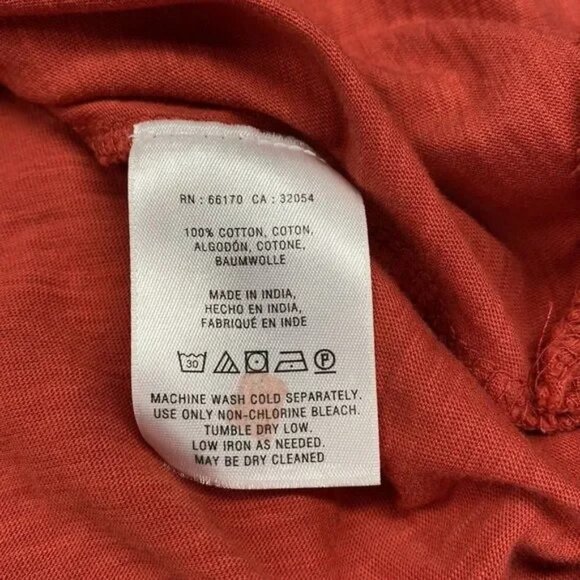 RN : 66170 CA : 32054
100% COTTON, COTON,
ALGODÓN, COTONE,
BAUMWOLLE
MADE IN INDIA,
HECHO EN INDIA,
FABRIQUÉ EN INDE
30 P
MACHINE WASH COLD SEPARATELY.
USE ONLY NON-CHLORINE BLEACH.
TUMBLE DRY LOW.
LOW IRON AS NEEDED.
MAY BE DRY CLEANED